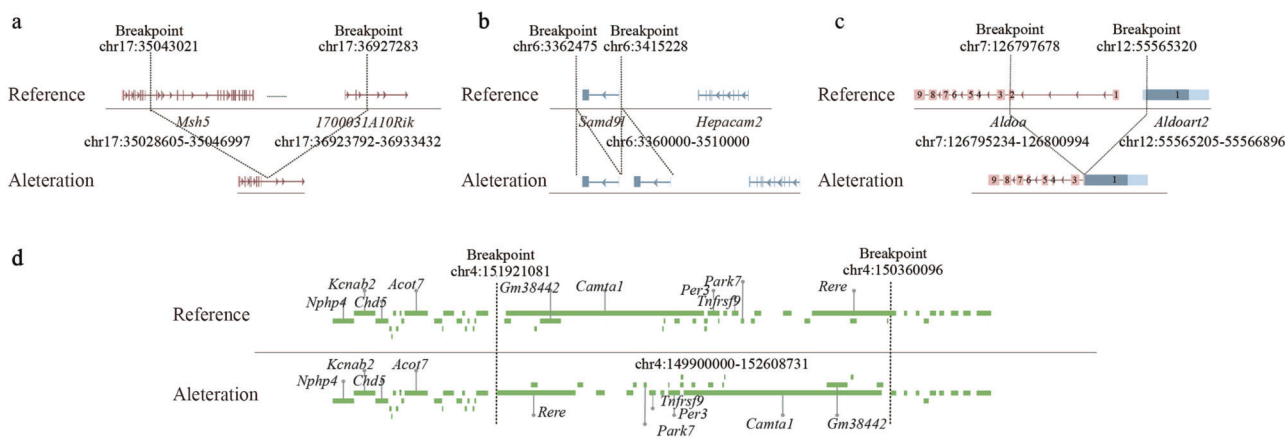 a
Breakpoint
chr17:35043021
Breakpoint
chr17:36927283
Reference
Msh5
1700031A10Rik
chr17:35028605-35046997
chr17:36923792-36933432
Aleteration
b
Breakpoint
chr6:3362475
Breakpoint
chr6:3415228
Samd9l
Hepacam2
chr6:3360000-3510000
c
Breakpoint
chr7:126797678
Breakpoint
chr12:55565320
Reference
9 8 7 6 5 4 3 2 1
1
Aldoa
Aldoart2
chr7:126795234-126800994
chr12:55565205-55566896
Aleteration
9 8 7 6 5 4 3
1
d
Breakpoint
chr4:151921081
Breakpoint
chr4:150360096
Reference
Nphp4
Kcnab2
Chd5
Acot7
Gm38442
Camta1
Per3
Tnfrsf9
Park7
Rere
chr4:149900000-152608731
Aleteration
Nphp4
Kcnab2
Chd5
Acot7
Rere
Park7
Tnfrsf9
Per3
Camta1
Gm38442